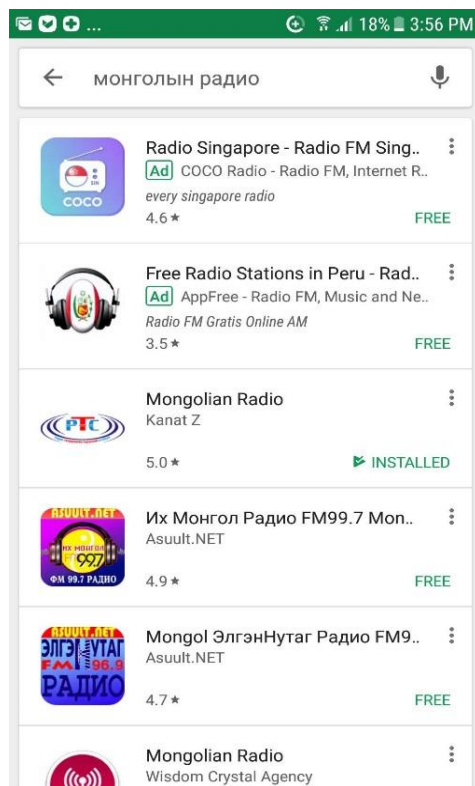 ... 18% 3:56 PM
монголын радио
Radio Singapore - Radio FM Sing..
Ad COCO Radio - Radio FM, Internet R..
every singapore radio
4.6★ FREE
COCO
Free Radio Stations in Peru - Rad..
Ad AppFree - Radio FM, Music and Ne..
Radio FM Gratis Online AM
3.5★ FREE
Mongolian Radio
Kanat Z
5.0★ INSTALLED
РТС
Их Монгол Радио FM99.7 Mon..
Asuult.NET
4.9★ FREE
ASUULT.NET
ИХ МОНГОЛ
99.7
ФМ 99.7 РАДИО
Mongol ЭлгэнНутаг Радио FM9..
Asuult.NET
4.7★ FREE
ASUULT.NET
ЭЛГЭН НУТАГ
FM 96.9
РАДИО
Mongolian Radio
Wisdom Crystal Agency